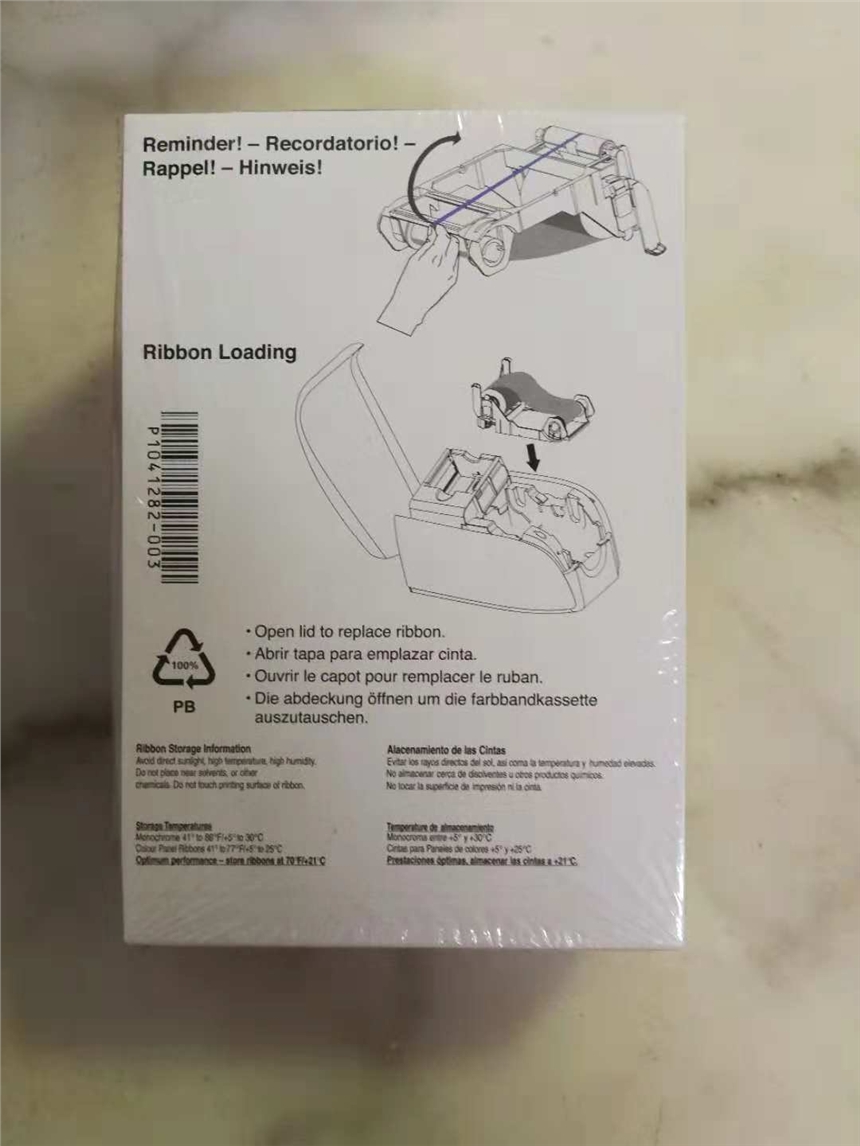 Reminder! – Recordatorio! –
Rappel! – Hinweis!
Ribbon Loading
P1041282-003
• Open lid to replace ribbon.
• Abrir tapa para emplazar cinta.
• Ouvrir le capot pour remplacer le ruban.
• Die abdeckung öffnen um die farbbandkassette
auszutauschen.
100%
PB
Ribbon Storage Information
Avoid direct sunlight, high temperature, high humidity.
Do not place near solvents, or other
chemicals. Do not touch printing surface of ribbon.
Alacenamiento de las Cintas
Evitar los rayos directos del sol, asi coma la temperatura y humedad elevadas.
No almacenar cerca de disolventes u otros productos quimicos.
No tocar la superficie de impresión ni la cinta.
Storage Temperatures
Monochrome 41° to 86°F/+5° to 30°C
Colour Panel Ribbons 41° to 77°F/+5° to 25°C
Optimum performance – store ribbons at 70°F/+21°C
Temperature de almacenamiento
Monocroma entre +5° y +30°C
Cintas para Paneles de colores +5° y +25°C
Prestaciones óptimas, almacenar las cintas a +21°C.